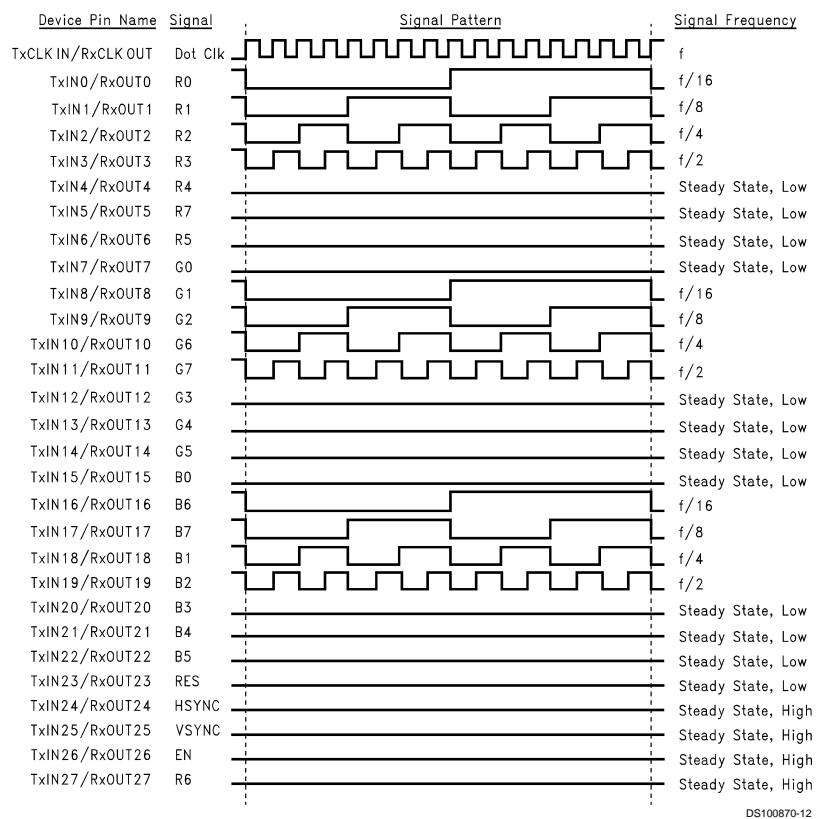 Device Pin Name Signal Signal Pattern Signal Frequency
TxCLK IN/RxCLK OUT Dot Clk f
TxIN0/RxOUT0 R0 f/16
TxIN1/RxOUT1 R1 f/8
TxIN2/RxOUT2 R2 f/4
TxIN3/RxOUT3 R3 f/2
TxIN4/RxOUT4 R4 Steady State, Low
TxIN5/RxOUT5 R7 Steady State, Low
TxIN6/RxOUT6 R5 Steady State, Low
TxIN7/RxOUT7 G0 Steady State, Low
TxIN8/RxOUT8 G1 f/16
TxIN9/RxOUT9 G2 f/8
TxIN10/RxOUT10 G6 f/4
TxIN11/RxOUT11 G7 f/2
TxIN12/RxOUT12 G3 Steady State, Low
TxIN13/RxOUT13 G4 Steady State, Low
TxIN14/RxOUT14 G5 Steady State, Low
TxIN15/RxOUT15 B0 Steady State, Low
TxIN16/RxOUT16 B6 f/16
TxIN17/RxOUT17 B7 f/8
TxIN18/RxOUT18 B1 f/4
TxIN19/RxOUT19 B2 f/2
TxIN20/RxOUT20 B3 Steady State, Low
TxIN21/RxOUT21 B4 Steady State, Low
TxIN22/RxOUT22 B5 Steady State, Low
TxIN23/RxOUT23 RES Steady State, Low
TxIN24/RxOUT24 HSYNC Steady State, High
TxIN25/RxOUT25 VSYNC Steady State, High
TxIN26/RxOUT26 EN Steady State, High
TxIN27/RxOUT27 R6 Steady State, High
DS100870-12